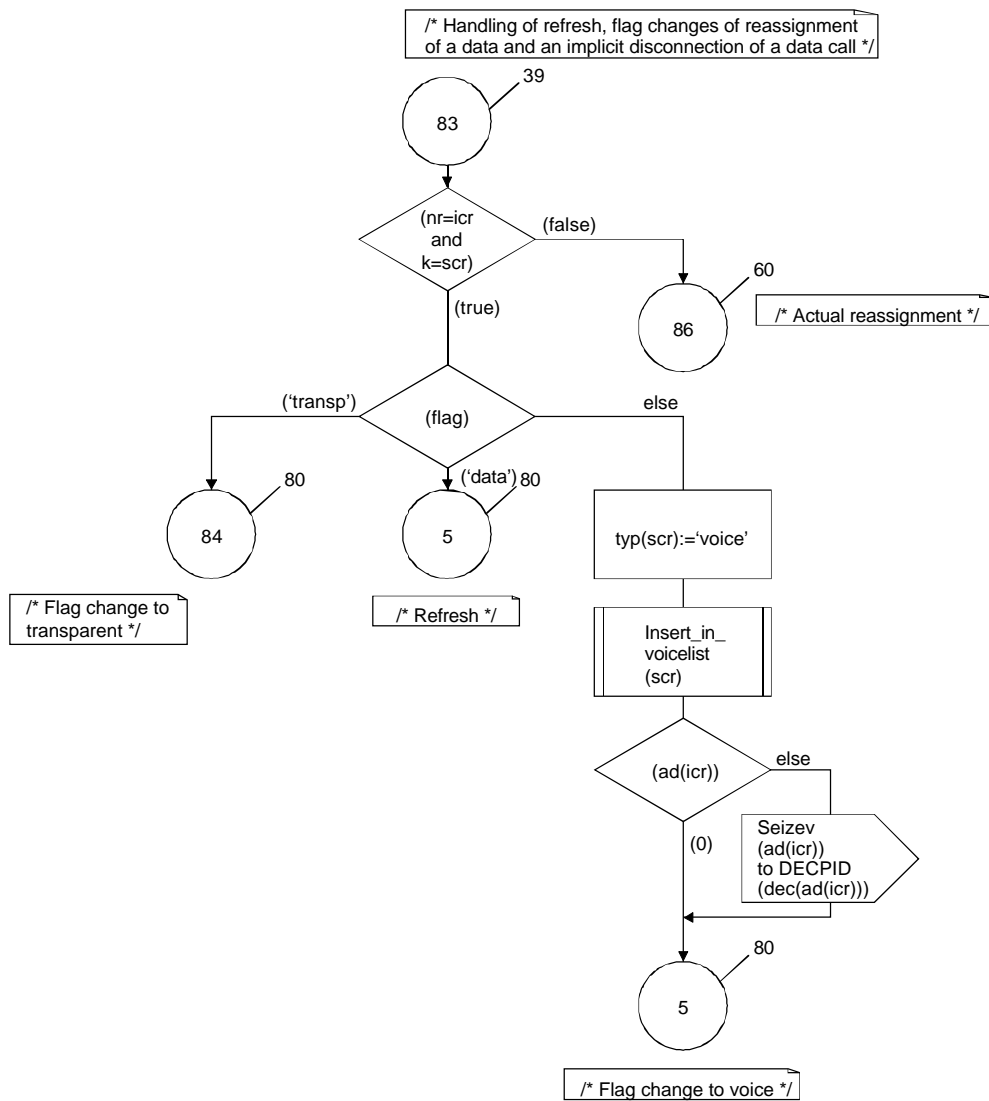 /* Handling of refresh, flag changes of reassignment
of a data and an implicit disconnection of a data call */
39
83
(nr=icr
and
k=scr)
(false)
(true)
60
86
/* Actual reassignment */
('transp')
(flag)
else
('data')
80
80
84
5
typ(scr):=‘voice’
/* Flag change to
transparent */
/* Refresh */
Insert_in_
voicelist
(scr)
(ad(icr))
else
(0)
Seizev
(ad(icr))
to DECPID
(dec(ad(icr)))
80
5
/* Flag change to voice */